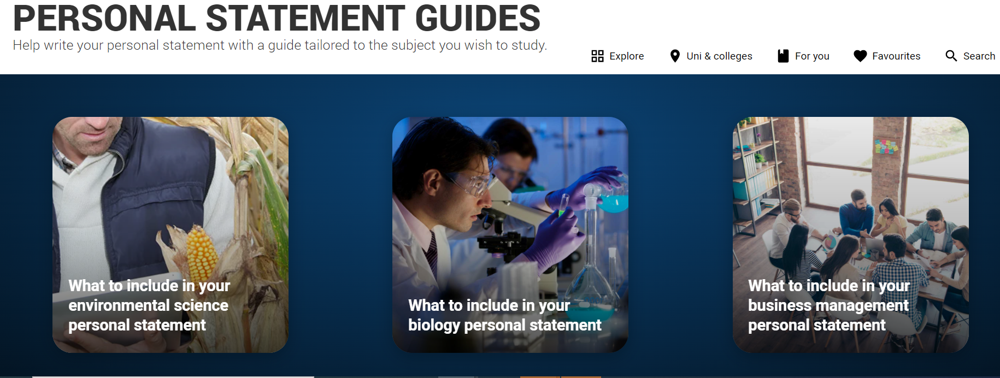 PERSONAL STATEMENT GUIDES
Help write your personal statement with a guide tailored to the subject you wish to study.
Explore
Uni & colleges
For you
Favourites
Search
What to include in your
environmental science
personal statement
What to include in your
biology personal statement
What to include in your
business management
personal statement